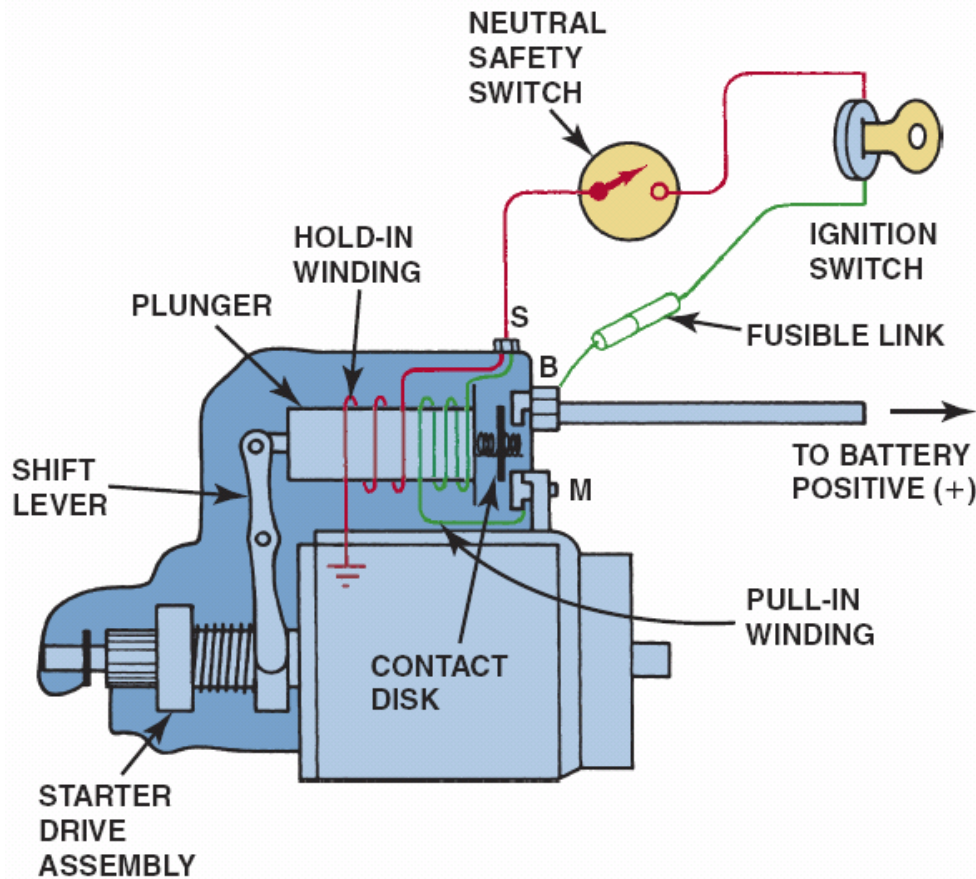 NEUTRAL
SAFETY
SWITCH
HOLD-IN
WINDING
IGNITION
SWITCH
PLUNGER
S
FUSIBLE LINK
B
SHIFT
LEVER
TO BATTERY
POSITIVE (+)
M
PULL-IN
WINDING
CONTACT
DISK
STARTER
DRIVE
ASSEMBLY